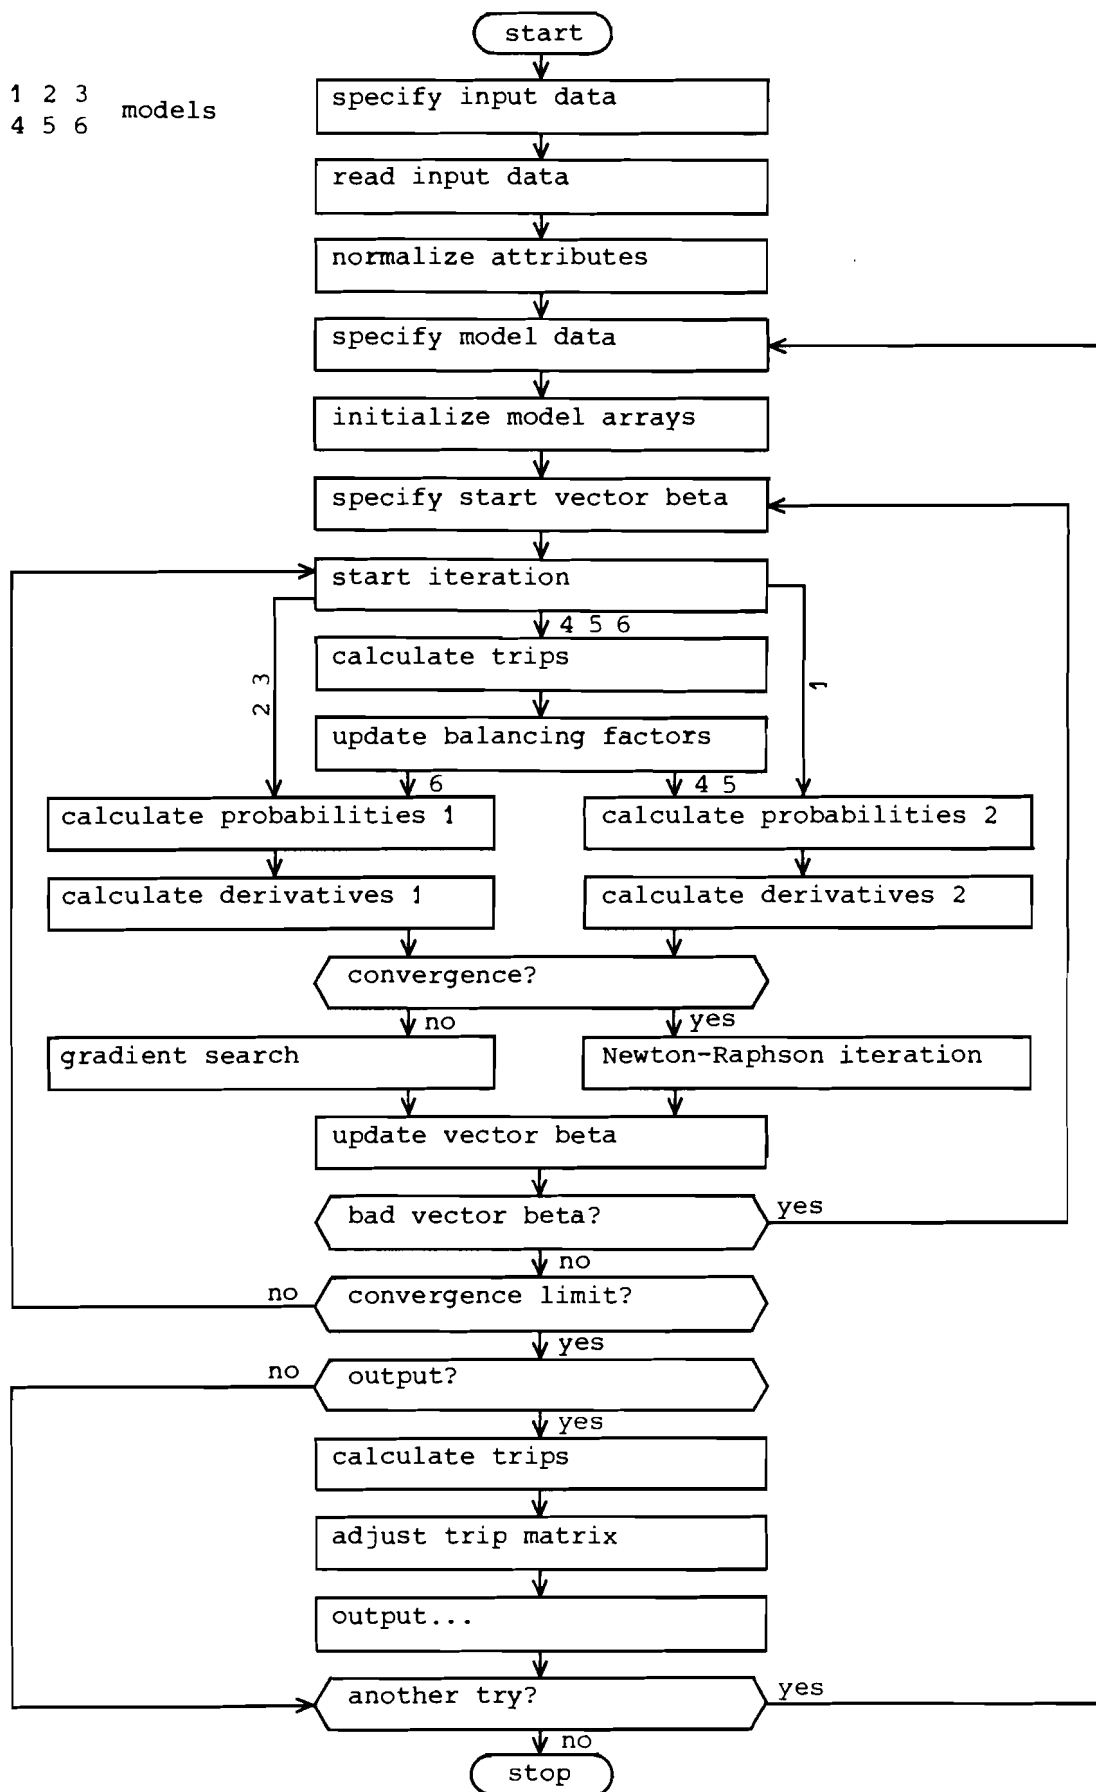 start
1 2 3
4 5 6
models
specify input data
read input data
normalize attributes
specify model data
initialize model arrays
specify start vector beta
start iteration
4 5 6
calculate trips
2 3
1
update balancing factors
6
4 5
calculate probabilities 1
calculate probabilities 2
calculate derivatives 1
calculate derivatives 2
convergence?
no
yes
gradient search
Newton-Raphson iteration
update vector beta
bad vector beta?
yes
no
no
convergence limit?
yes
no
output?
yes
calculate trips
adjust trip matrix
output...
another try?
yes
no
stop